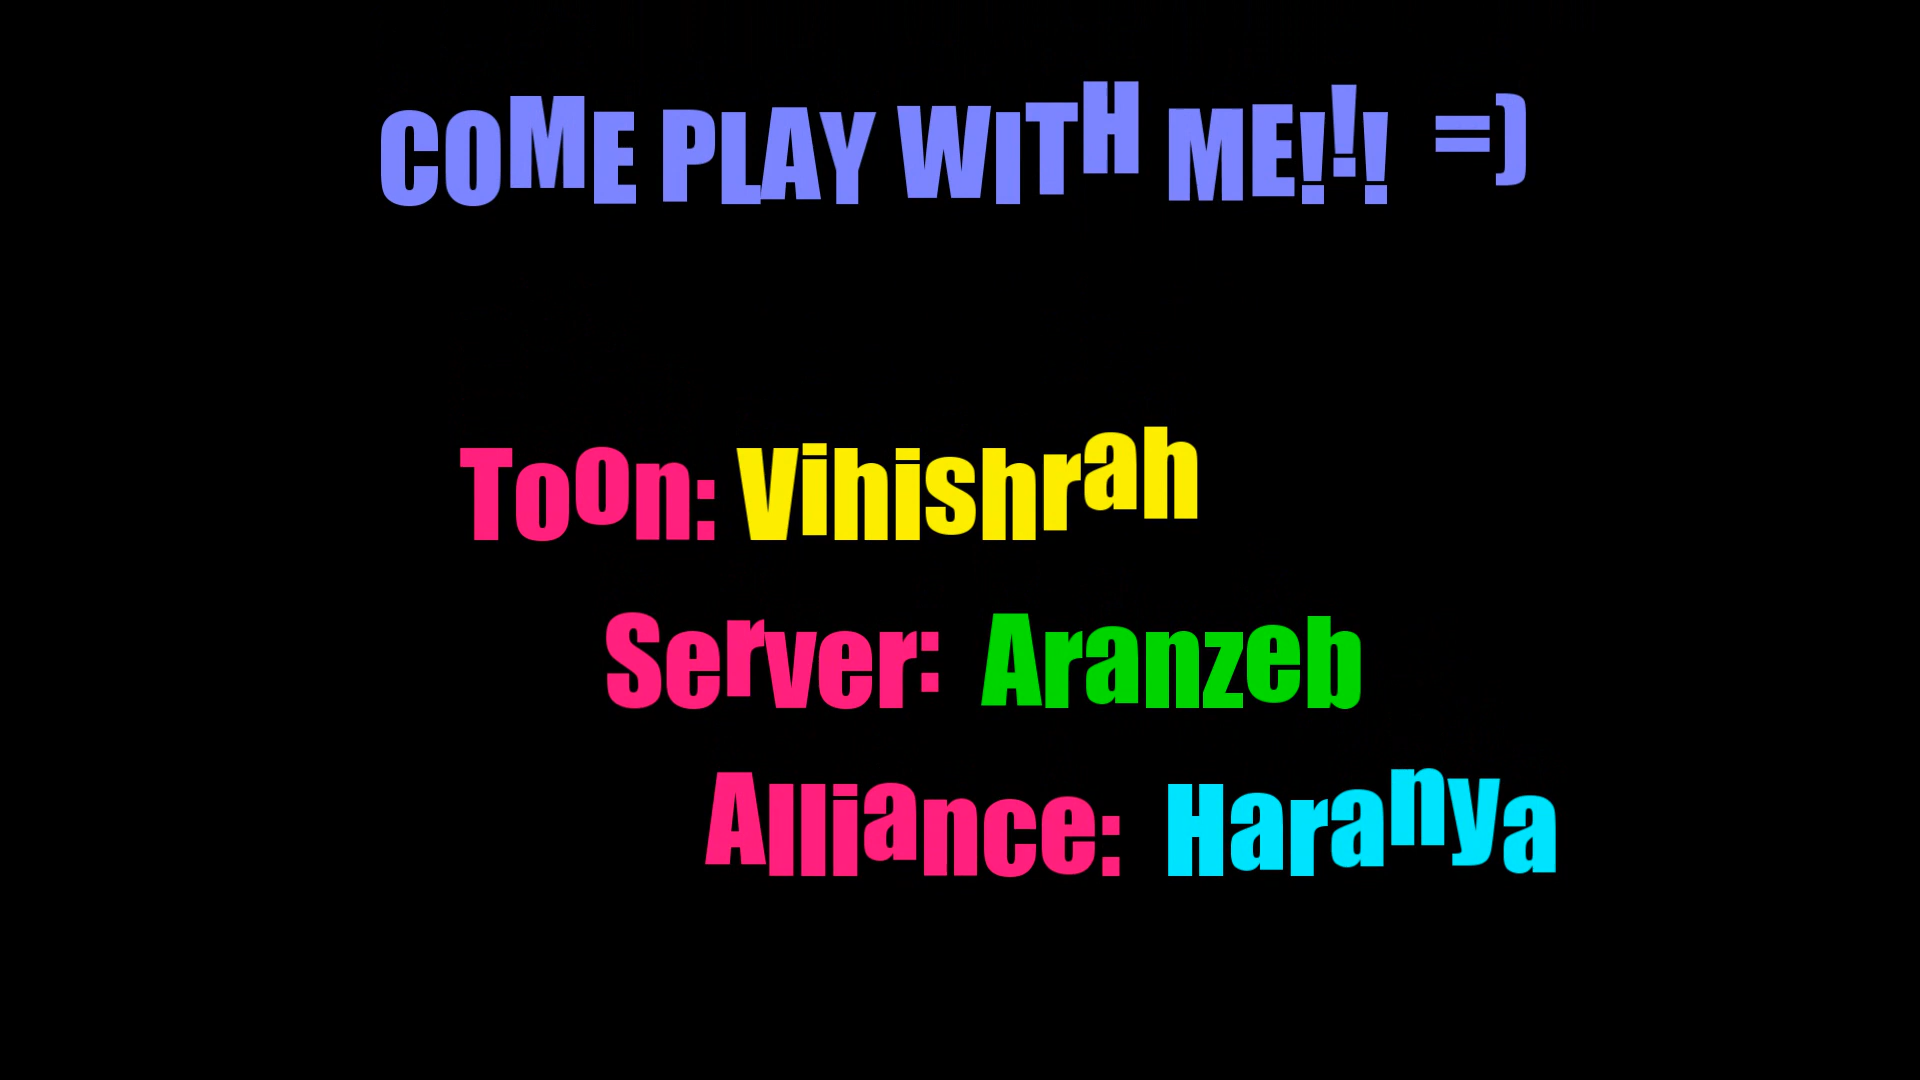 COME PLAY WITH ME!!! =)
Toon: Vihishrah
Server: Aranzeb
Alliance: Haranya